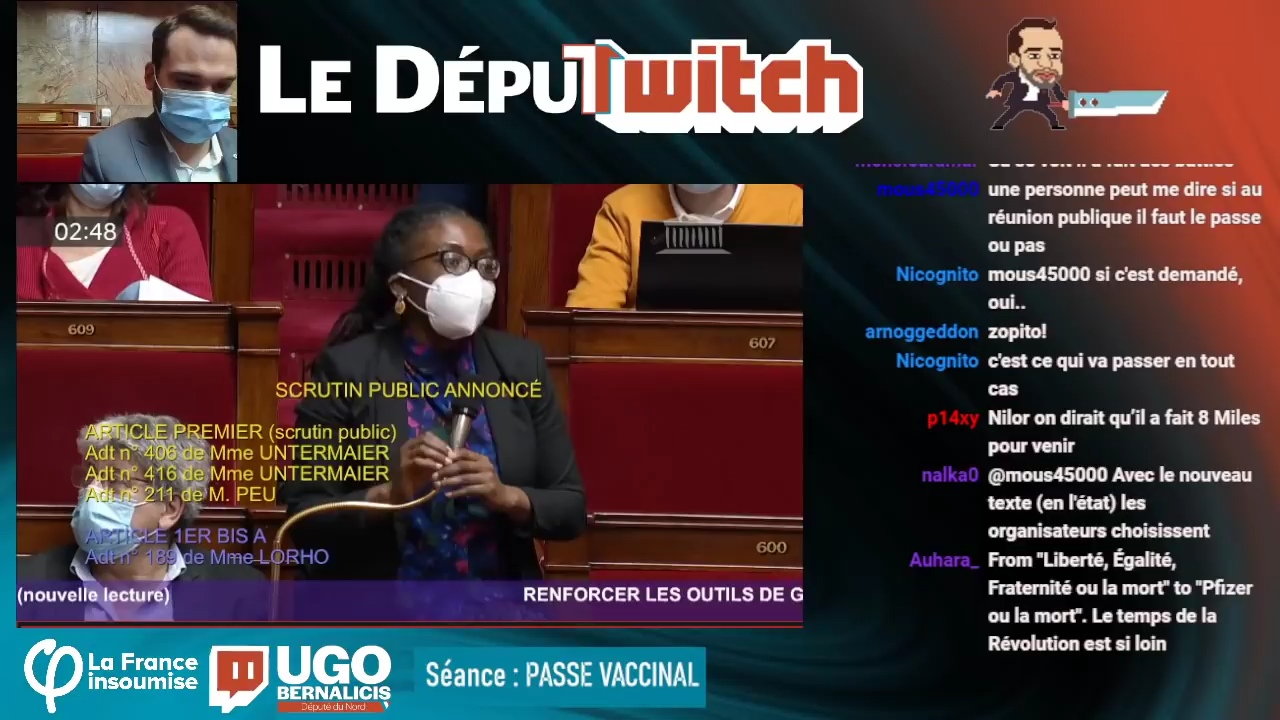 LE DÉPUTwitch
mous45000 une personne peut me dire si au
réunion publique il faut le passe
ou pas
Nicognito mous45000 si c'est demandé,
oui..
arnoggeddon zopito!
Nicognito c'est ce qui va passer en tout
cas
p14xy Nilor on dirait qu'il a fait 8 Miles
pour venir
nalka0 @mous45000 Avec le nouveau
texte (en l'état) les
organisateurs choisissent
Auhara_ From "Liberté, Égalité,
Fraternité ou la mort" to "Pfizer
ou la mort". Le temps de la
Révolution est si loin
02:48
609
607
600
SCRUTIN PUBLIC ANNONCÉ
ARTICLE PREMIER (scrutin public)
Adt n° 406 de Mme UNTERMAIER
Adt n° 416 de Mme UNTERMAIER
Adt n° 211 de M. PEU
ARTICLE 1ER BIS A
Adt n° 189 de Mme LORHO
(nouvelle lecture) RENFORCER LES OUTILS DE G
La France
insoumise
UGO
BERNALICIS
Député du Nord
Séance : PASSE VACCINAL